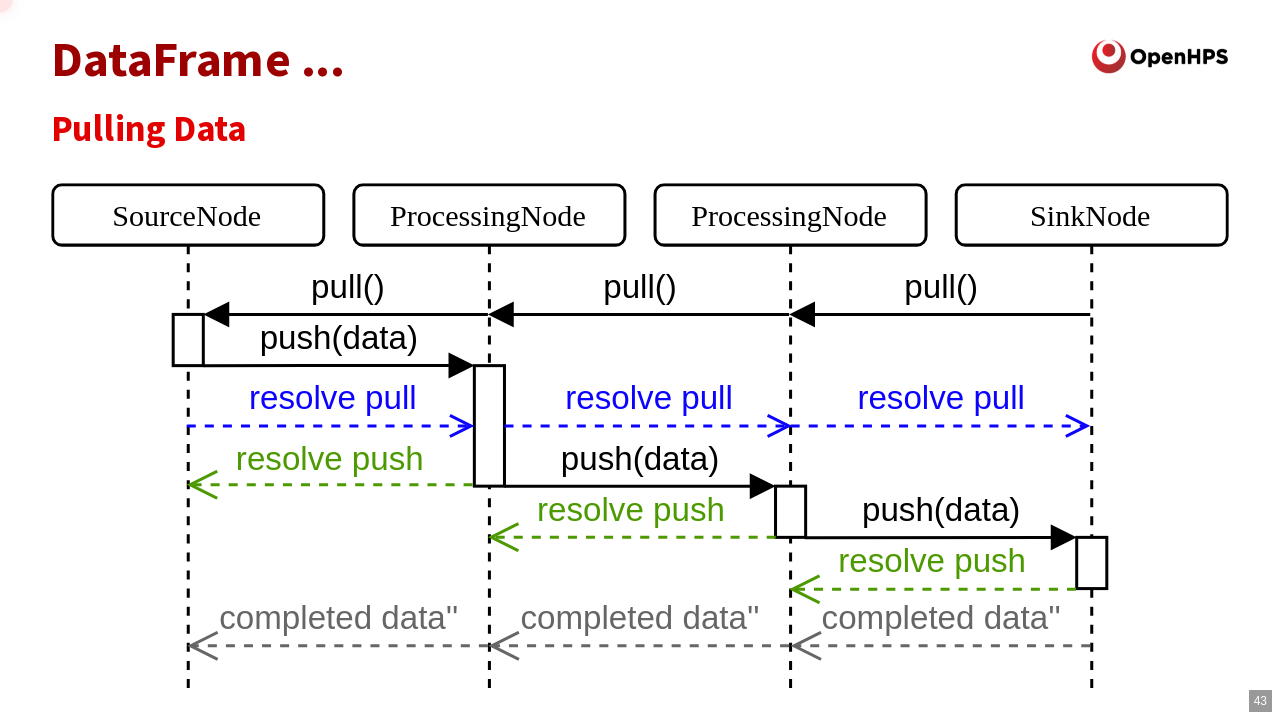 DataFrame ...
OpenHPS
Pulling Data
SourceNode
ProcessingNode
ProcessingNode
SinkNode
pull()
pull()
pull()
push(data)
resolve pull
resolve pull
resolve pull
resolve push
push(data)
resolve push
push(data)
resolve push
completed data"
completed data"
completed data"
43